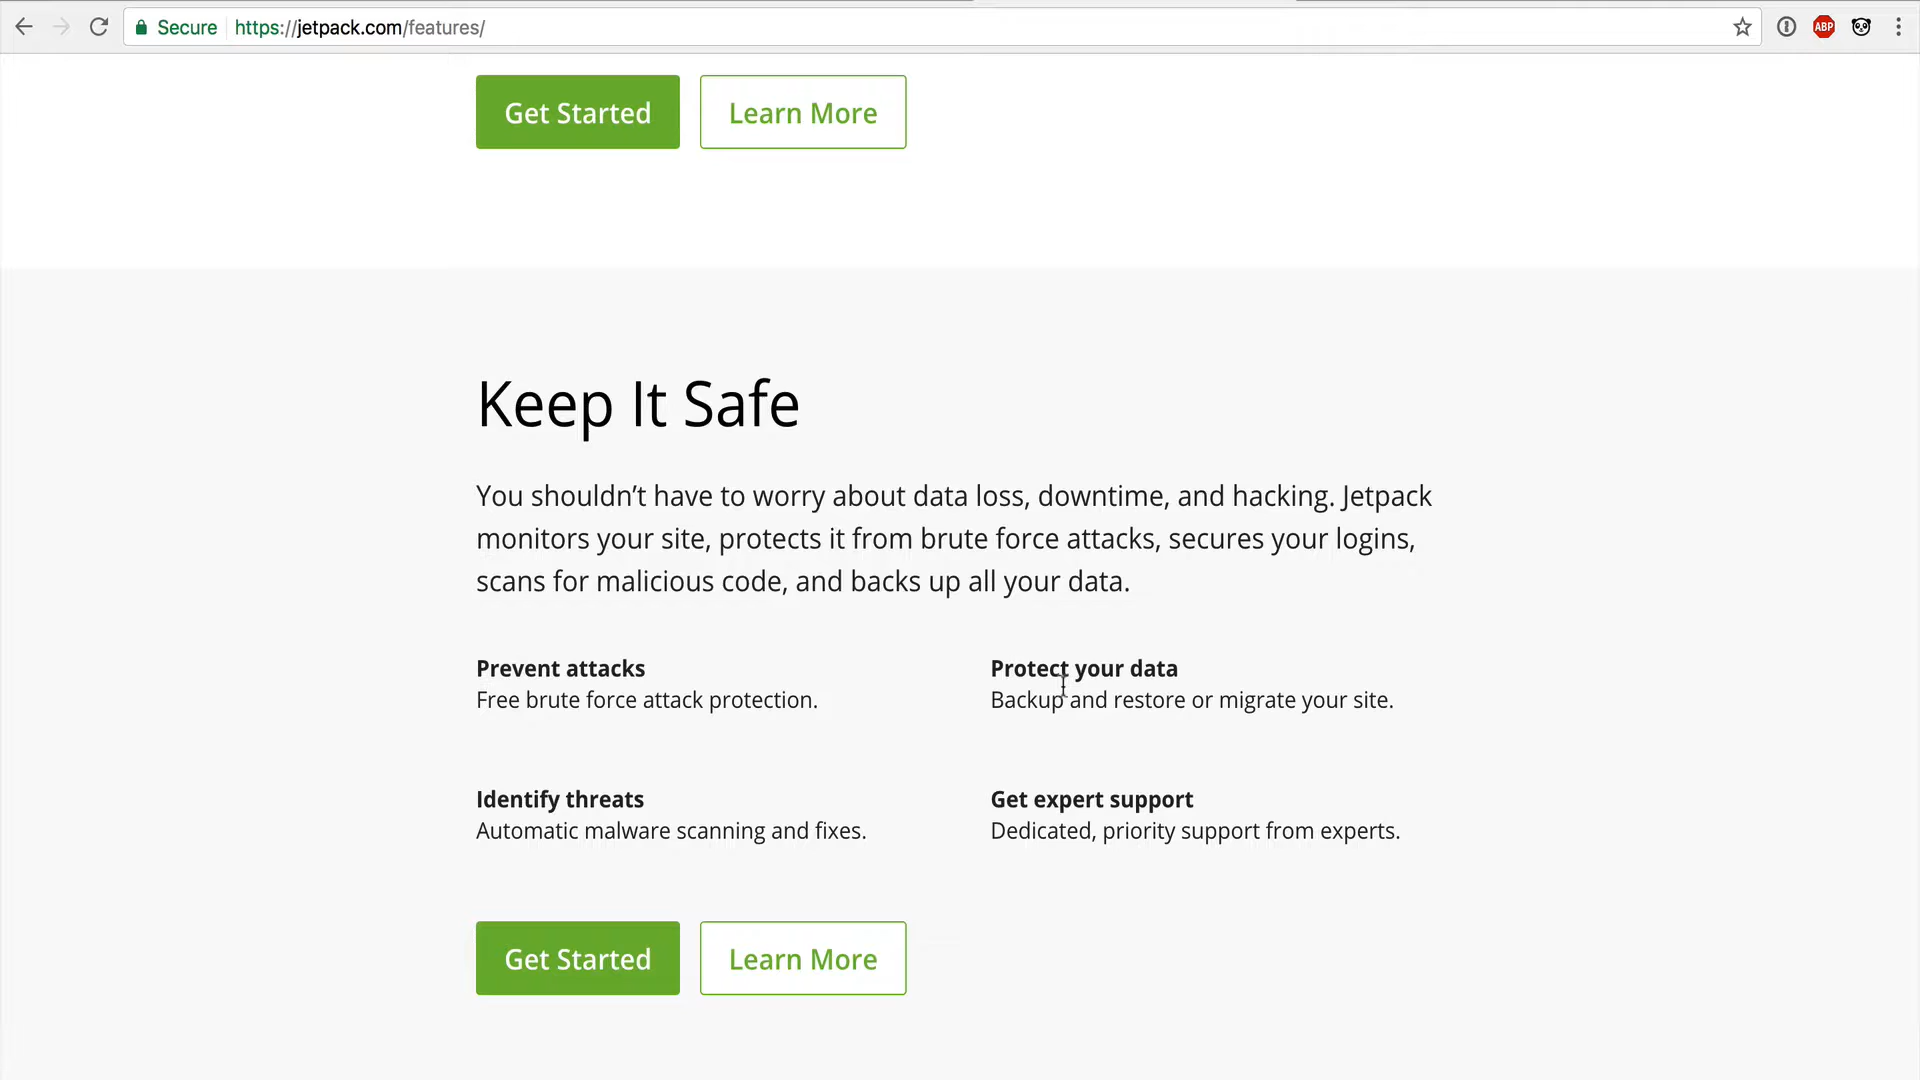 Secure https://jetpack.com/features/
ABP
Get Started Learn More
Keep It Safe
You shouldn’t have to worry about data loss, downtime, and hacking. Jetpack
monitors your site, protects it from brute force attacks, secures your logins,
scans for malicious code, and backs up all your data.
Prevent attacks
Free brute force attack protection.
Protect your data
Backup and restore or migrate your site.
Identify threats
Automatic malware scanning and fixes.
Get expert support
Dedicated, priority support from experts.
Get Started Learn More